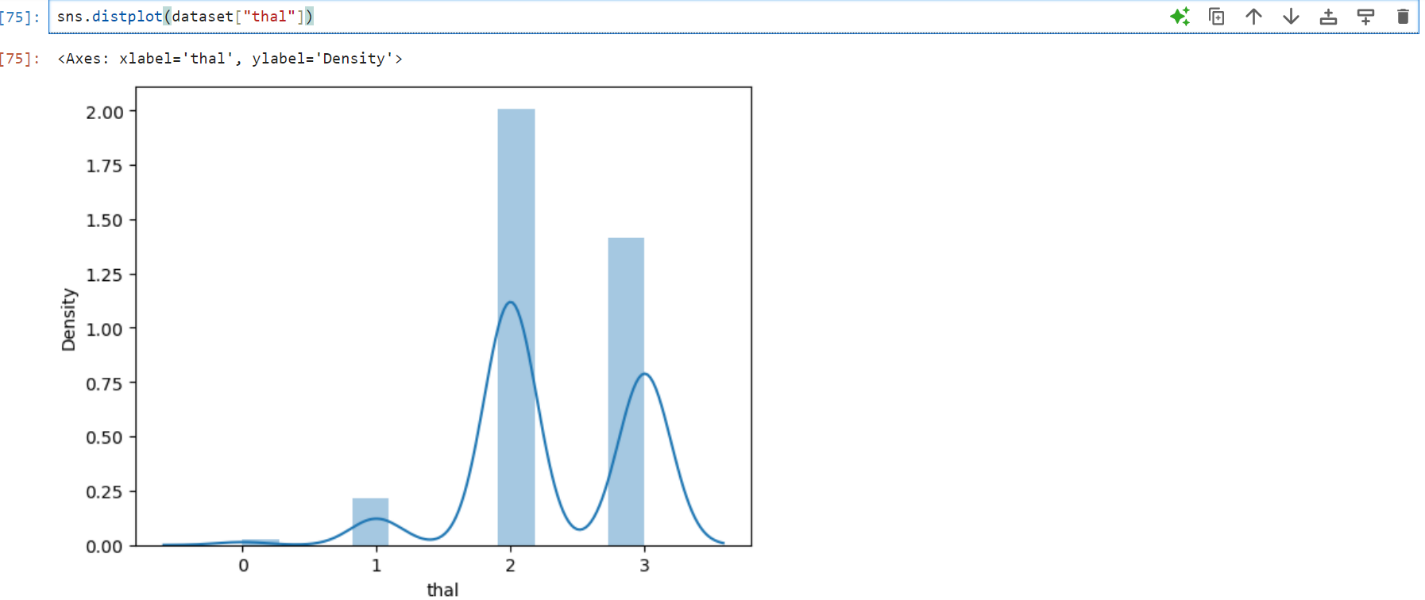 [75]: sns.distplot(dataset["thal"])
[75]: <Axes: xlabel='thal', ylabel='Density'>
2.00
1.75
1.50
1.25
1.00
0.75
0.50
0.25
0.00
Density
0 1 2 3
thal